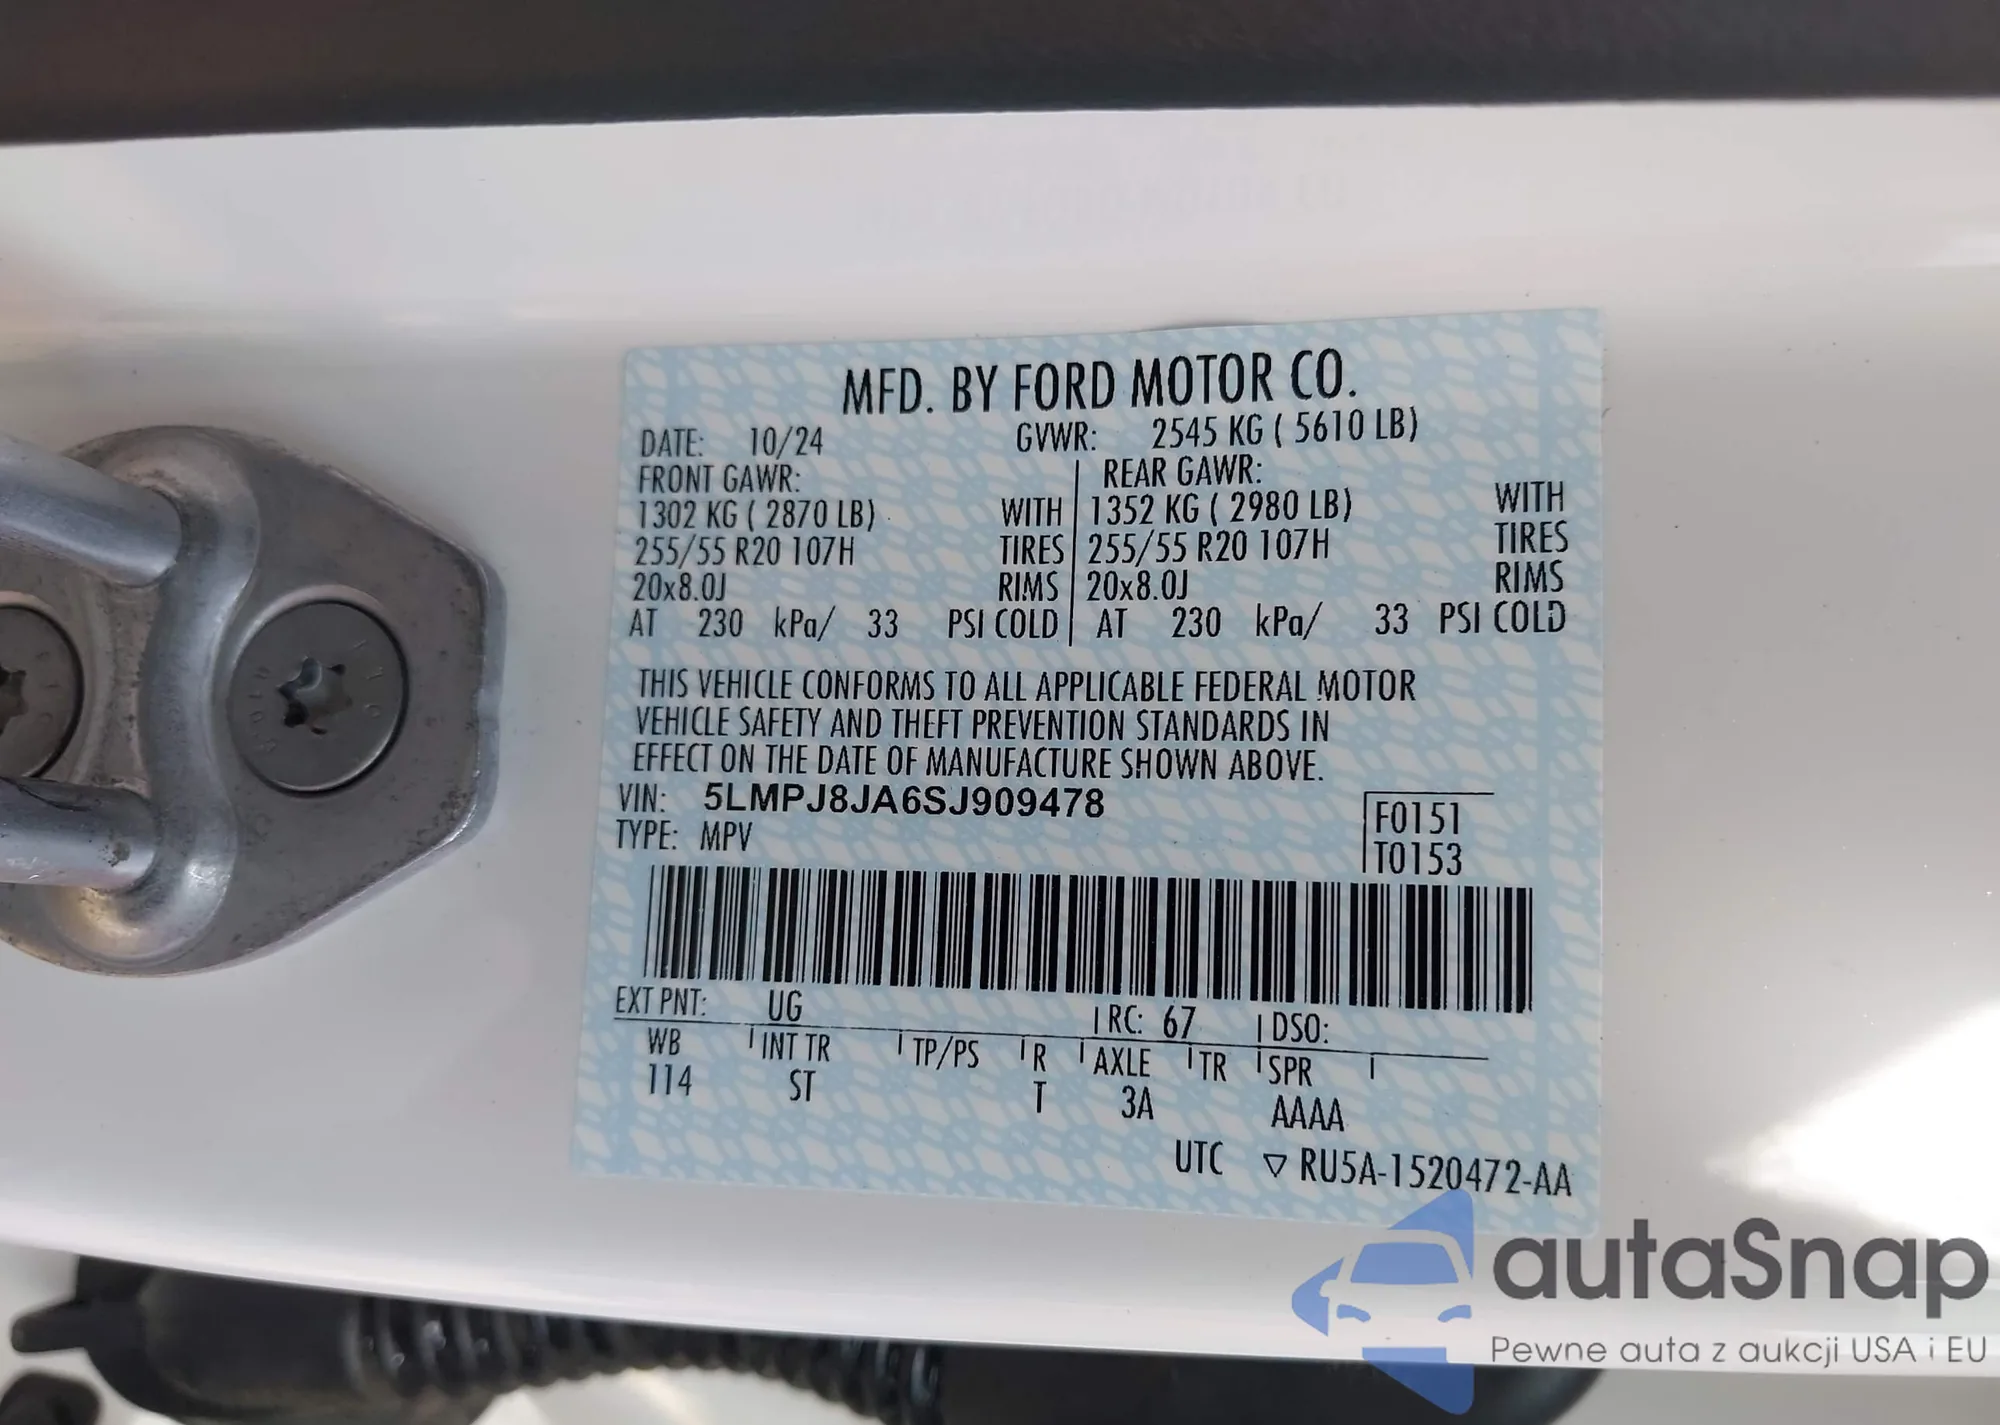 MFD. BY FORD MOTOR CO.
DATE: 10/24 GVWR: 2545 KG ( 5610 LB)
FRONT GAWR: REAR GAWR:
1302 KG ( 2870 LB) WITH 1352 KG ( 2980 LB) WITH
255/55 R20 107H TIRES 255/55 R20 107H TIRES
20x8.0J RIMS 20x8.0J RIMS
AT 230 kPa/ 33 PSI COLD AT 230 kPa/ 33 PSI COLD
THIS VEHICLE CONFORMS TO ALL APPLICABLE FEDERAL MOTOR
VEHICLE SAFETY AND THEFT PREVENTION STANDARDS IN
EFFECT ON THE DATE OF MANUFACTURE SHOWN ABOVE.
VIN: 5LMPJ8JA6SJ909478 F0151
TYPE: MPV T0153
EXT PNT: UG RC: 67 DSO:
WB INT TR TP/PS R AXLE TR SPR
114 ST T 3A AAAA
UTC ▽ RU5A-1520472-AA
autaSnap
Pewne auta z aukcji USA i EU